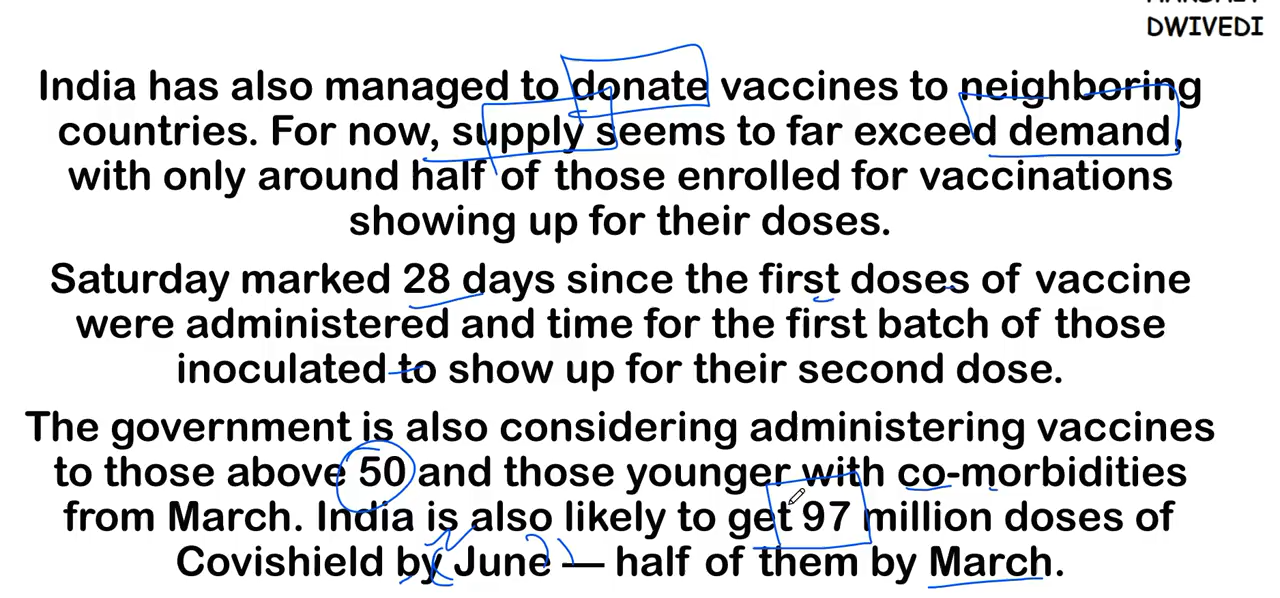 DWIVEDI
India has also managed to donate vaccines to neighboring
countries. For now, supply seems to far exceed demand,
with only around half of those enrolled for vaccinations
showing up for their doses.
Saturday marked 28 days since the first doses of vaccine
were administered and time for the first batch of those
inoculated to show up for their second dose.
The government is also considering administering vaccines
to those above 50 and those younger with co-morbidities
from March. India is also likely to get 97 million doses of
Covishield by June — half of them by March.